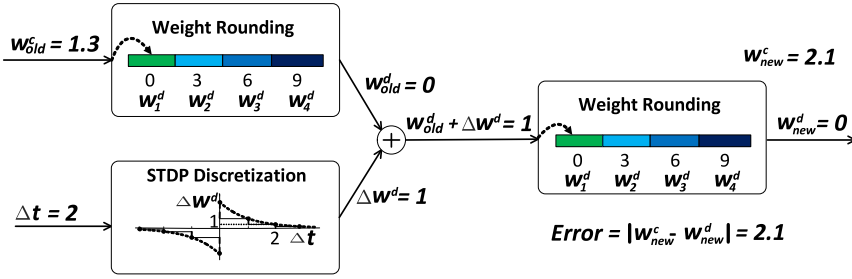 Weight Rounding
w^c_old = 1.3
0 3 6 9
w^d_1 w^d_2 w^d_3 w^d_4
w^d_old = 0
STDP Discretization
Δt = 2
Δw^d
1
2 Δt
Δw^d = 1
+
w^d_old + Δw^d = 1
w^c_new = 2.1
Weight Rounding
0 3 6 9
w^d_1 w^d_2 w^d_3 w^d_4
w^d_new = 0
Error = |w^c_new - w^d_new| = 2.1